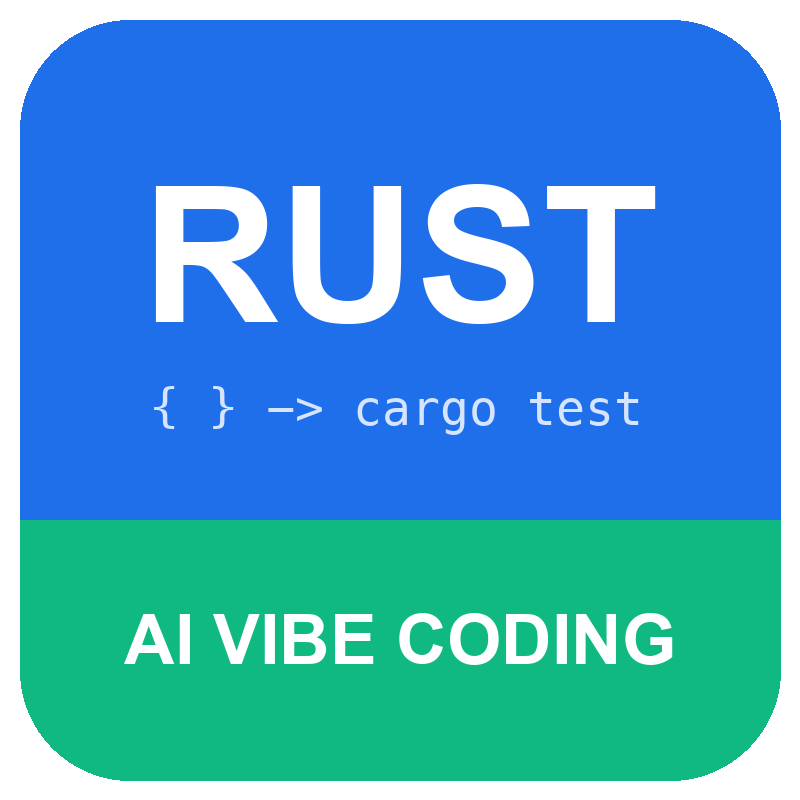 RUST
{ } –> cargo test
AI VIBE CODING